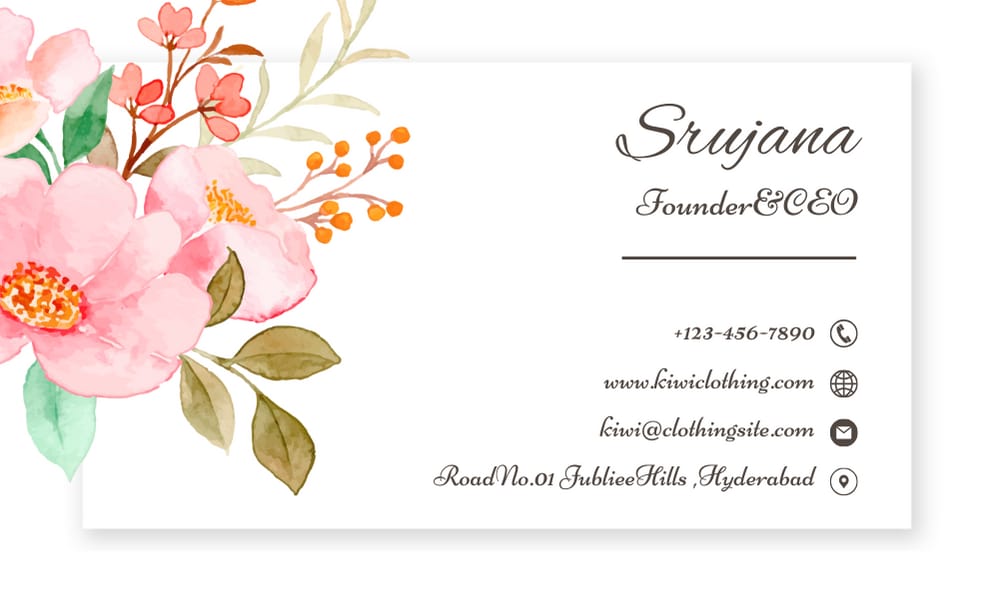 Srujana
Founder&CEO
+123-456-7890
www.kiwiclothing.com
kiwi@clothingsite.com
RoadNo.01 JublieeHills ,Hyderabad